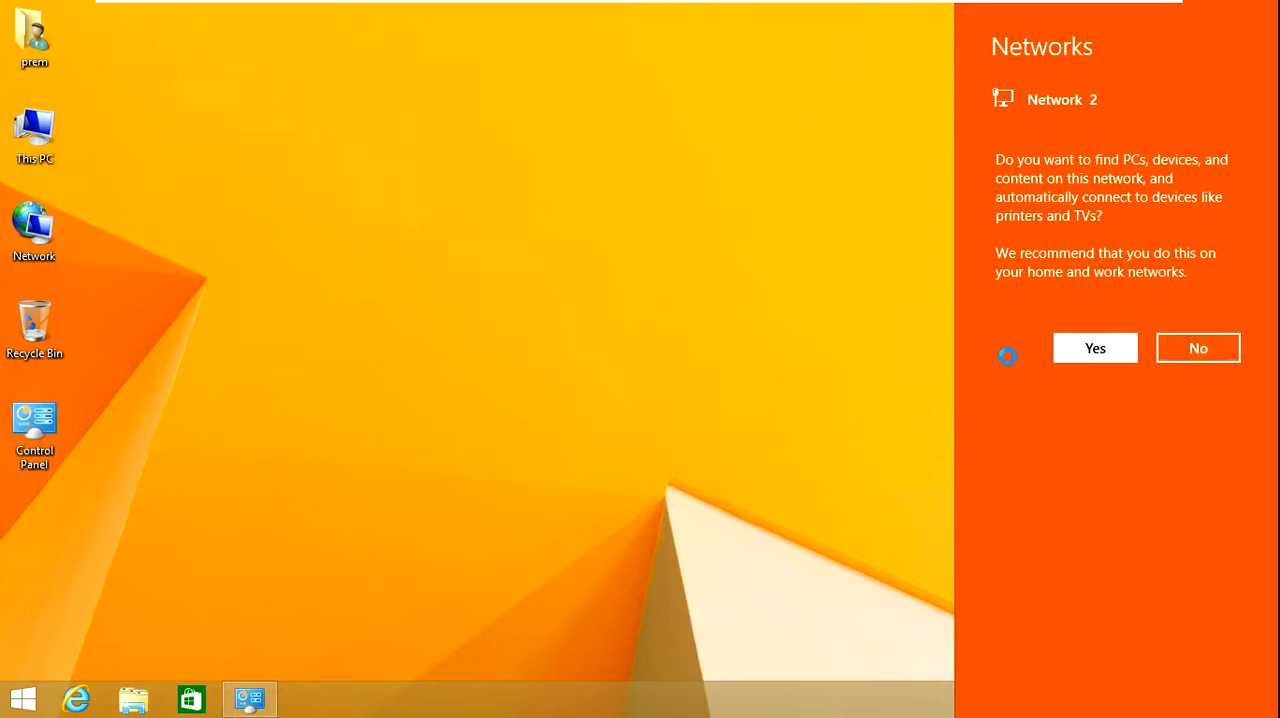 prem
This PC
Network
Recycle Bin
Control
Panel
Networks
Network 2
Do you want to find PCs, devices, and
content on this network, and
automatically connect to devices like
printers and TVs?
We recommend that you do this on
your home and work networks.
Yes
No